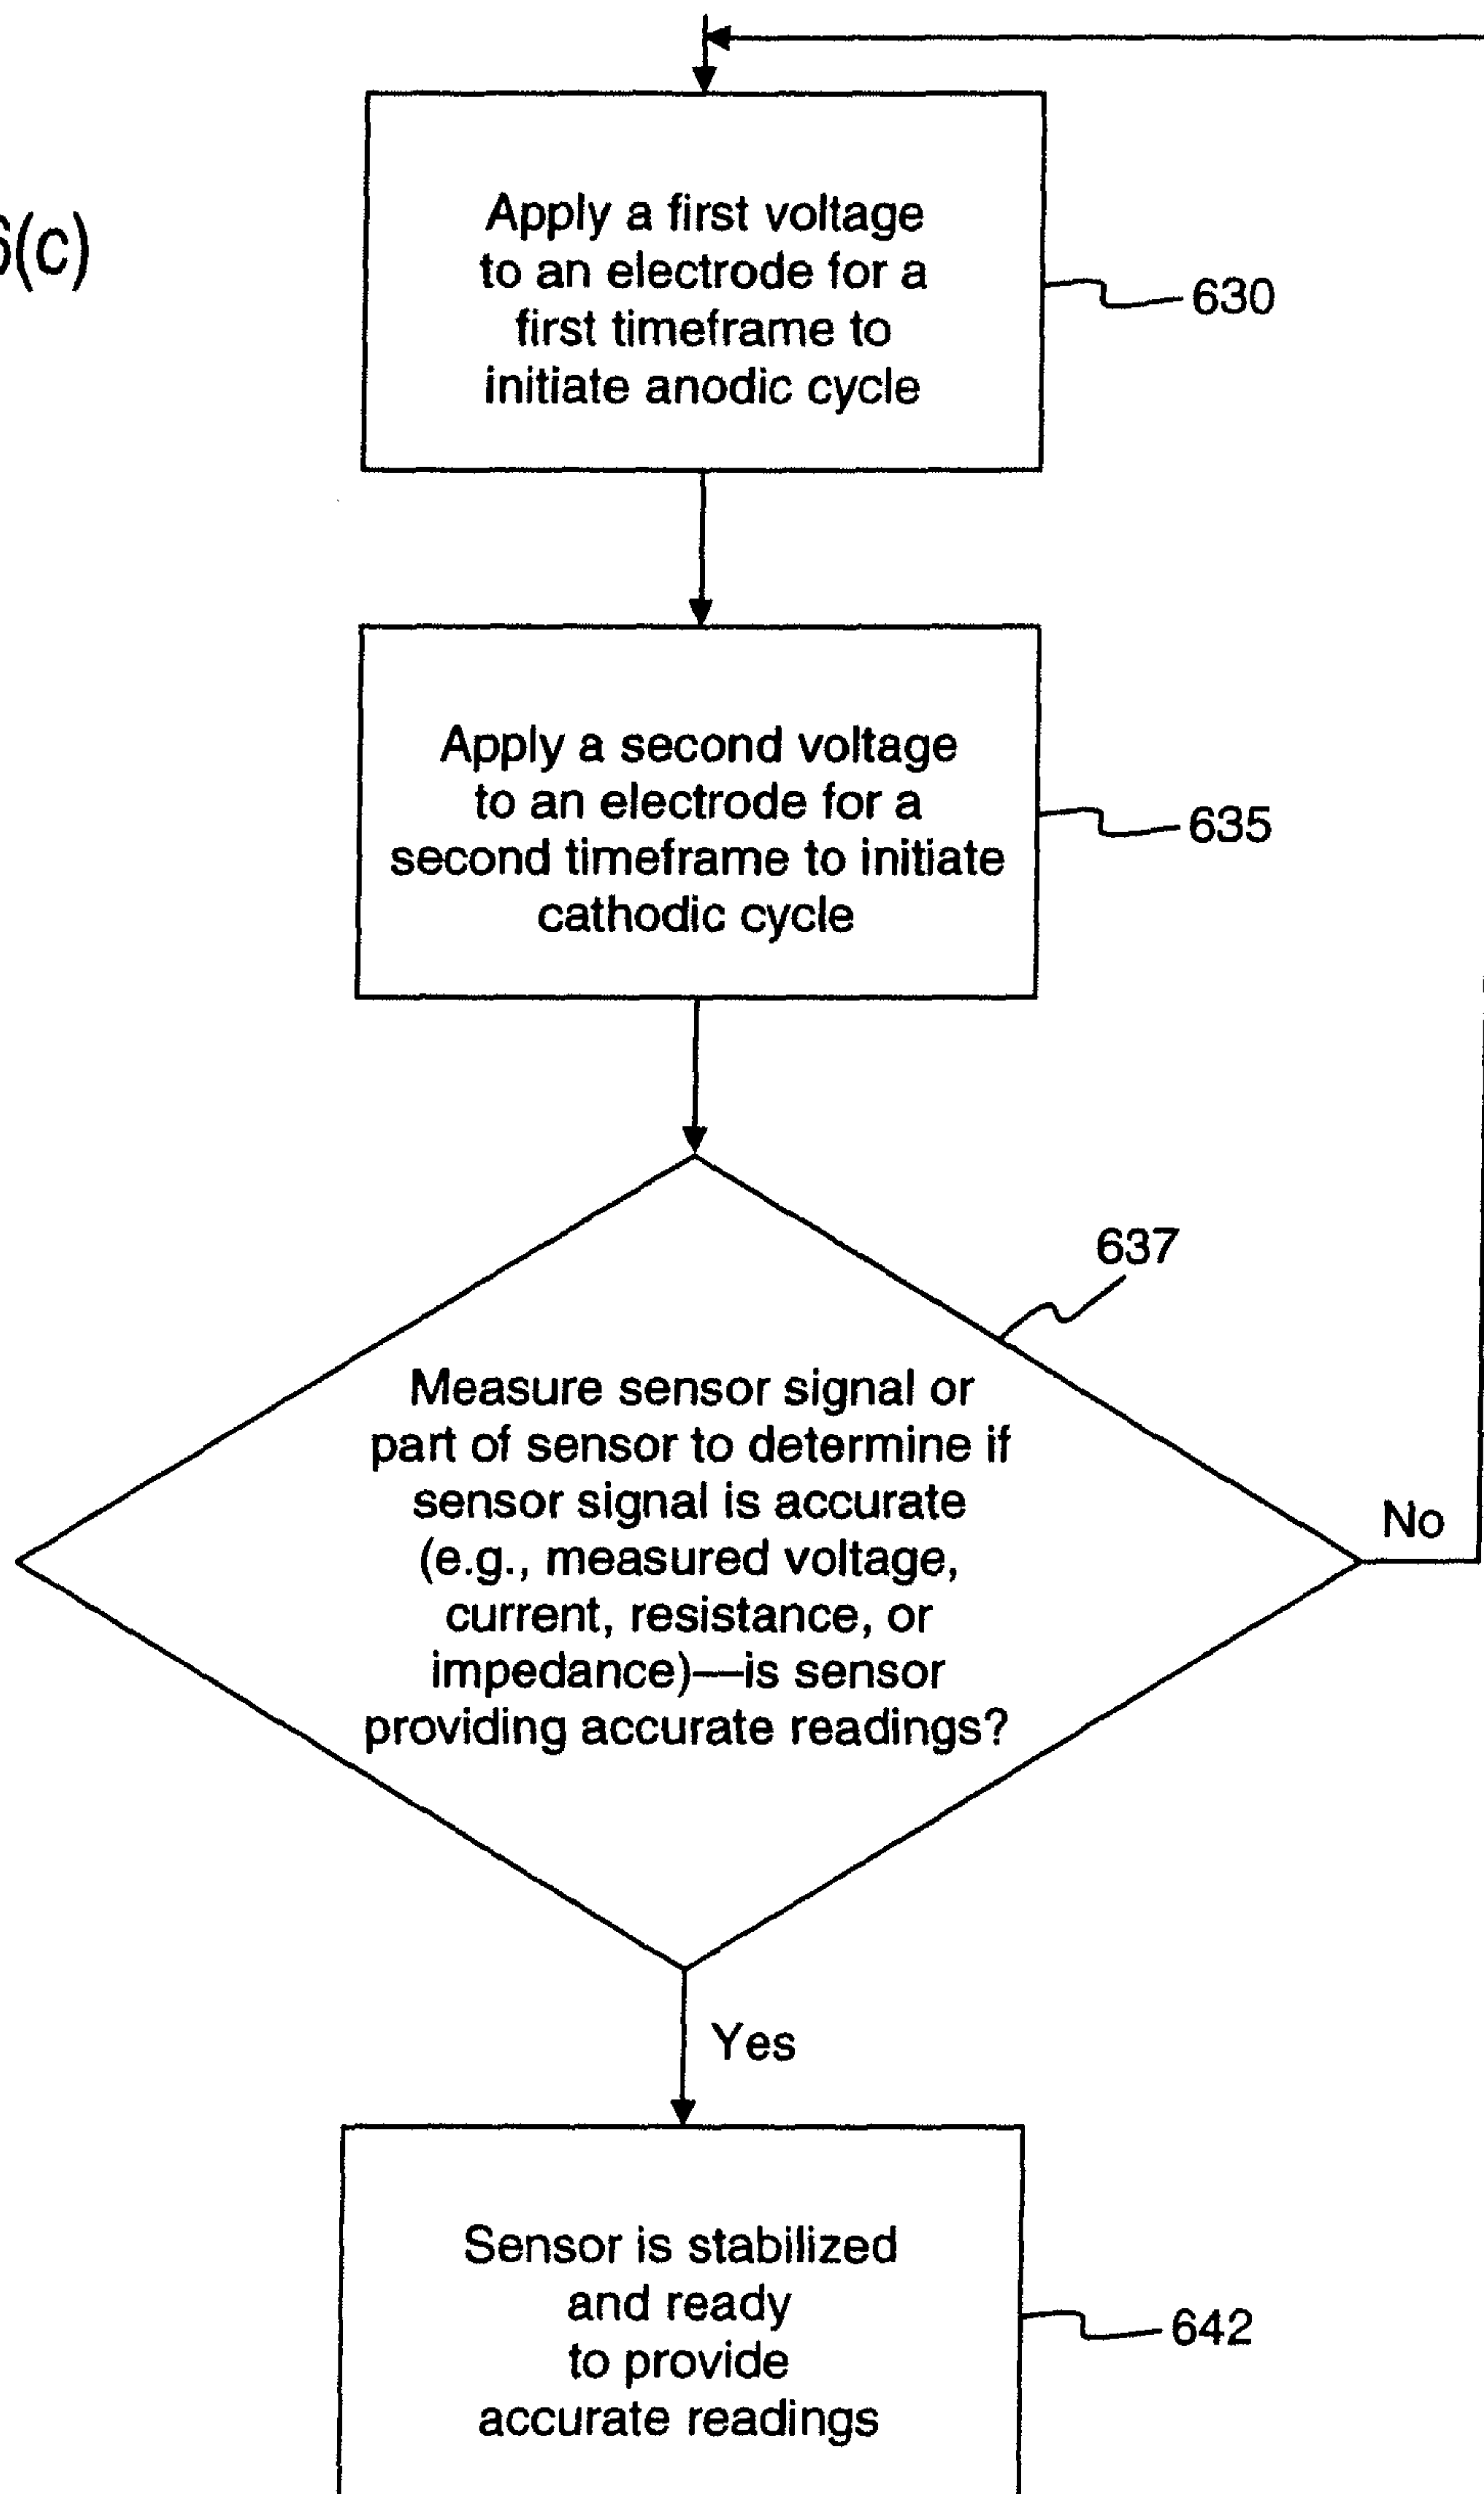 6(c)
Apply a first voltage
to an electrode for a
first timeframe to
initiate anodic cycle
630
Apply a second voltage
to an electrode for a
second timeframe to initiate
cathodic cycle
635
637
Measure sensor signal or
part of sensor to determine if
sensor signal is accurate
(e.g., measured voltage,
current, resistance, or
impedance)—is sensor
providing accurate readings?
No
Yes
Sensor is stabilized
and ready
to provide
accurate readings
642